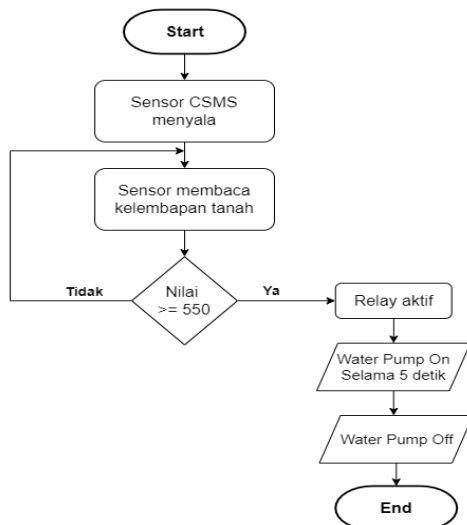 Start
Sensor CSMS
menyala
Sensor membaca
kelembapan tanah
Nilai
>= 550
Tidak
Ya
Relay aktif
Water Pump On
Selama 5 detik
Water Pump Off
End